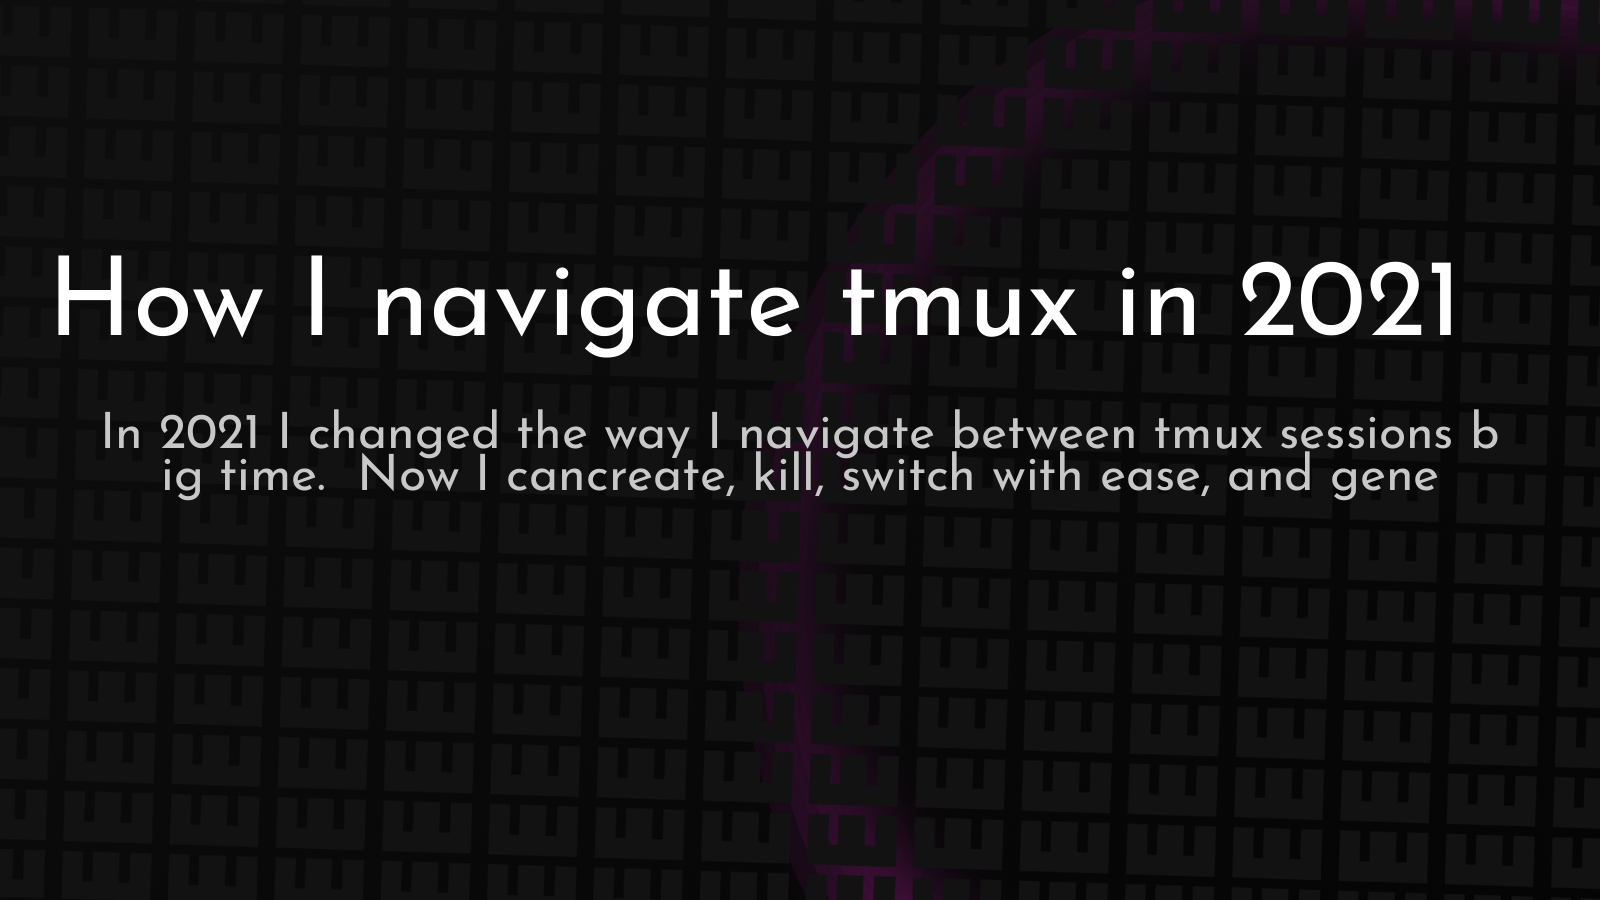 How I navigate tmux in 2021
In 2021 I changed the way I navigate between tmux sessions b
ig time.  Now I cancreate, kill, switch with ease, and gene